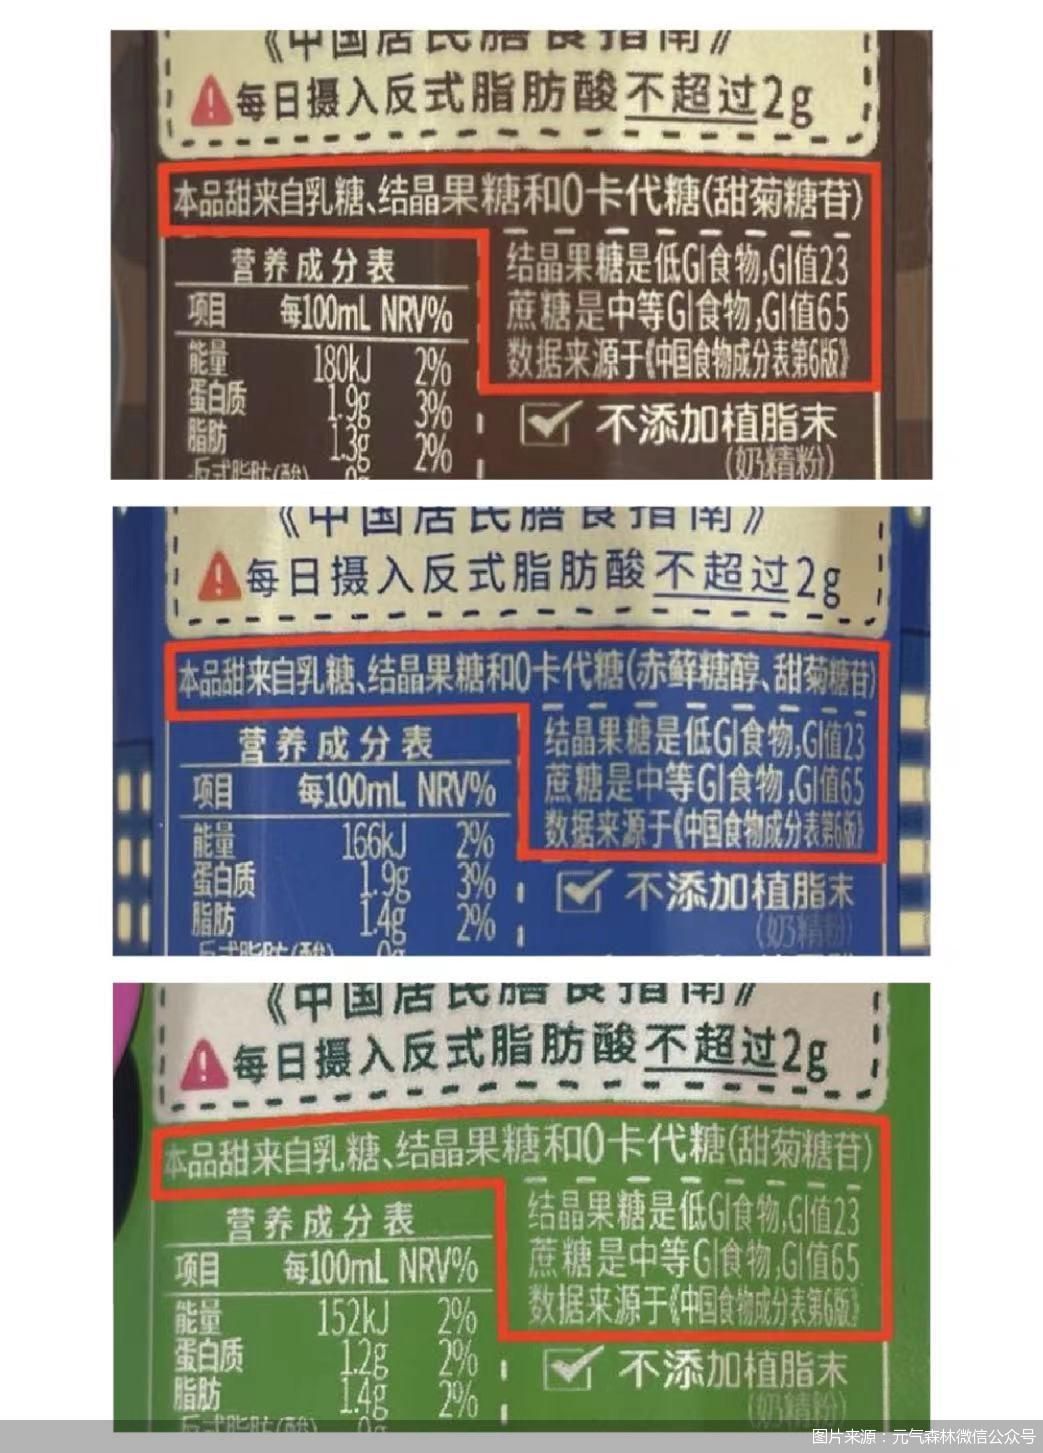 《中国居民膳食指南》
每日摄入反式脂肪酸不超过2g
本品甜来自乳糖、结晶果糖和0卡代糖(甜菊糖苷)
结晶果糖是低GI食物,GI值23
蔗糖是中等GI食物,GI值65
数据来源于《中国食物成分表第6版》
营养成分表
项目 每100mL NRV%
能量 180kJ 2%
蛋白质 1.9g 3%
脂肪 1.3g 2%
反式脂肪(酸) 0g
不添加植脂末
(奶精粉)
《中国居民膳食指南》
每日摄入反式脂肪酸不超过2g
本品甜来自乳糖、结晶果糖和0卡代糖(赤藓糖醇、甜菊糖苷)
结晶果糖是低GI食物,GI值23
蔗糖是中等GI食物,GI值65
数据来源于《中国食物成分表第6版》
营养成分表
项目 每100mL NRV%
能量 166kJ 2%
蛋白质 1.9g 3%
脂肪 1.4g 2%
反式脂肪(酸) 0g
不添加植脂末
(奶精粉)
《中国居民膳食指南》
每日摄入反式脂肪酸不超过2g
本品甜来自乳糖、结晶果糖和0卡代糖(甜菊糖苷)
结晶果糖是低GI食物,GI值23
蔗糖是中等GI食物,GI值65
数据来源于《中国食物成分表第6版》
营养成分表
项目 每100mL NRV%
能量 152kJ 2%
蛋白质 1.2g 2%
脂肪 1.4g 2%
反式脂肪(酸) 0g
不添加植脂末
(奶精粉)
图片来源：元气森林微信公众号